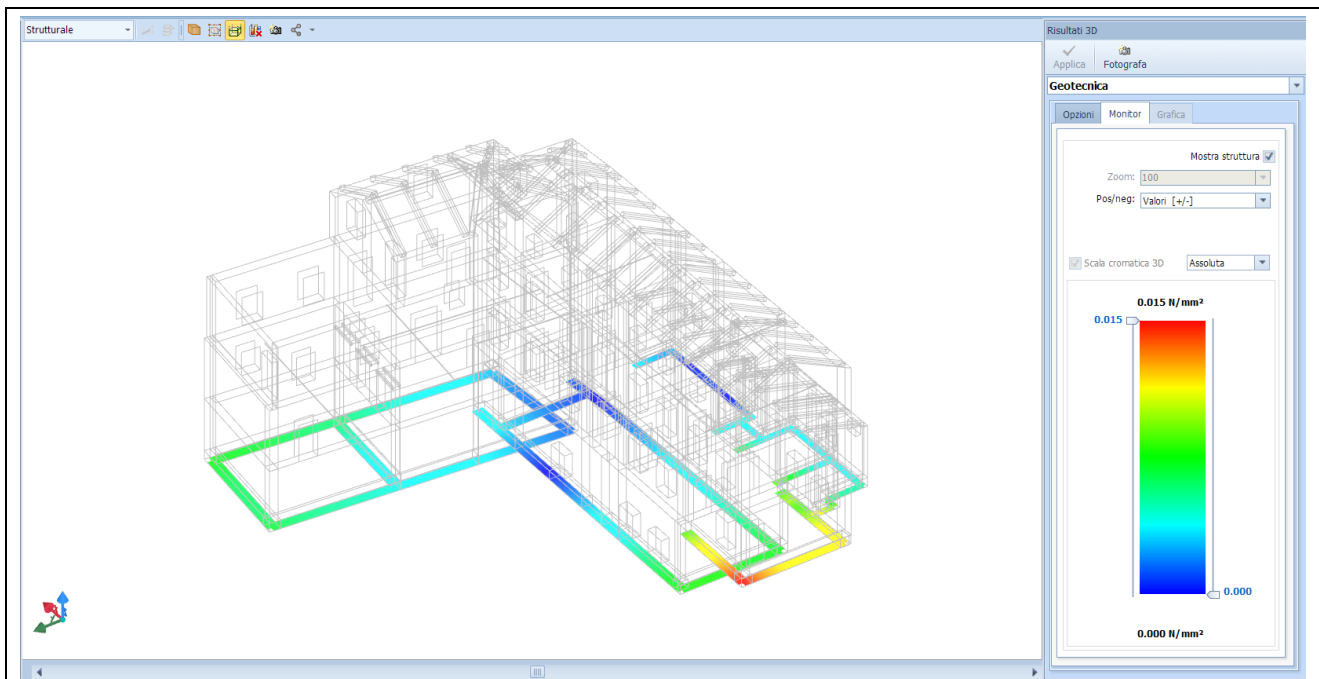 Strutturale
Risultati 3D
Applica
Fotografa
Geotecnica
Opzioni
Monitor
Grafica
Mostra struttura
Zoom: 100
Pos/neg: Valori [+/-]
Scala cromatica 3D
Assoluta
0.015 N/mm²
0.015
0.000
0.000 N/mm²